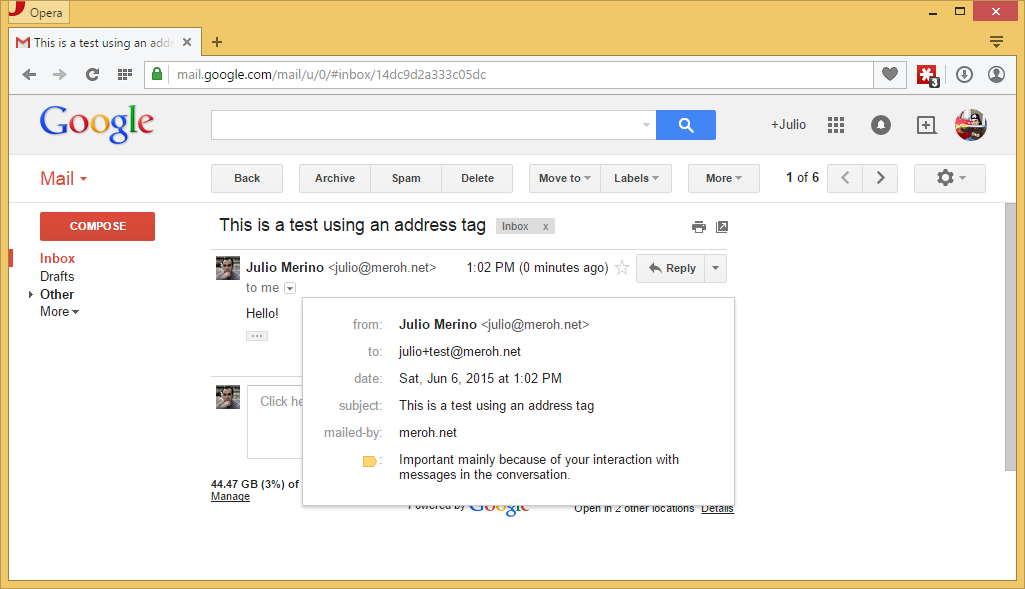 Opera
This is a test using an addr
mail.google.com/mail/u/0/#inbox/14dc9d2a333c05dc
3
Google
+Julio
Mail
Back Archive Spam Delete Move to Labels More 1 of 6
COMPOSE
Inbox
Drafts
Other
More
This is a test using an address tag Inbox x
Julio Merino <julio@meroh.net> 1:02 PM (0 minutes ago) Reply
to me
Hello!
from: Julio Merino <julio@meroh.net>
to: julio+test@meroh.net
date: Sat, Jun 6, 2015 at 1:02 PM
subject: This is a test using an address tag
mailed-by: meroh.net
: Important mainly because of your interaction with
messages in the conversation.
Click he
44.47 GB (3%) of
Manage
Powered by Google
Open in 2 other locations Details